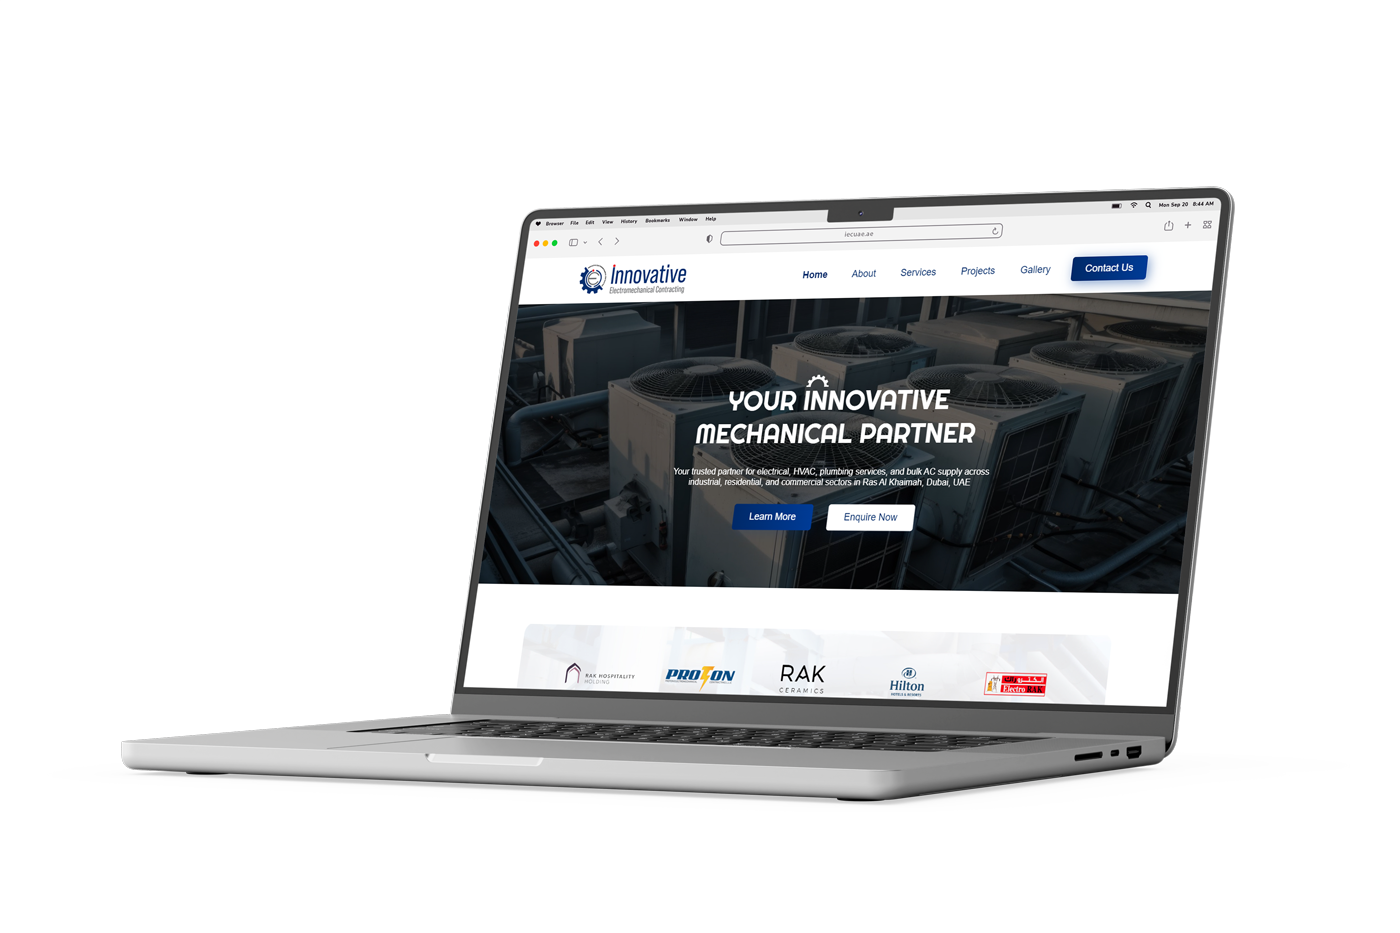 Browser File Edit View History Bookmarks Window Help
Mon Sep 20 8:44 AM
iecuae.ae
innovative
Electromechanical Contracting
Home About Services Projects Gallery Contact Us
YOUR INNOVATIVE
MECHANICAL PARTNER
Your trusted partner for electrical, HVAC, plumbing services, and bulk AC supply across
industrial, residential, and commercial sectors in Ras Al Khaimah, Dubai, UAE
Learn More Enquire Now
RAK HOSPITALITY
HOLDING
PROTON
RAK
CERAMICS
Hilton
HOTELS & RESORTS
Electro RAK